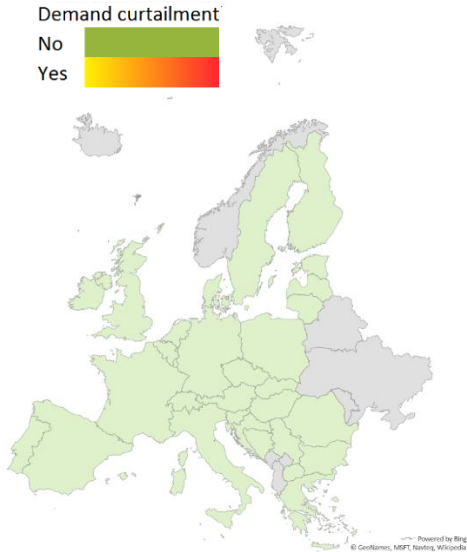 Demand curtailment
No
Yes
Powered by Bing
© GeoNames, MSFT, Navteq, Wikipedia